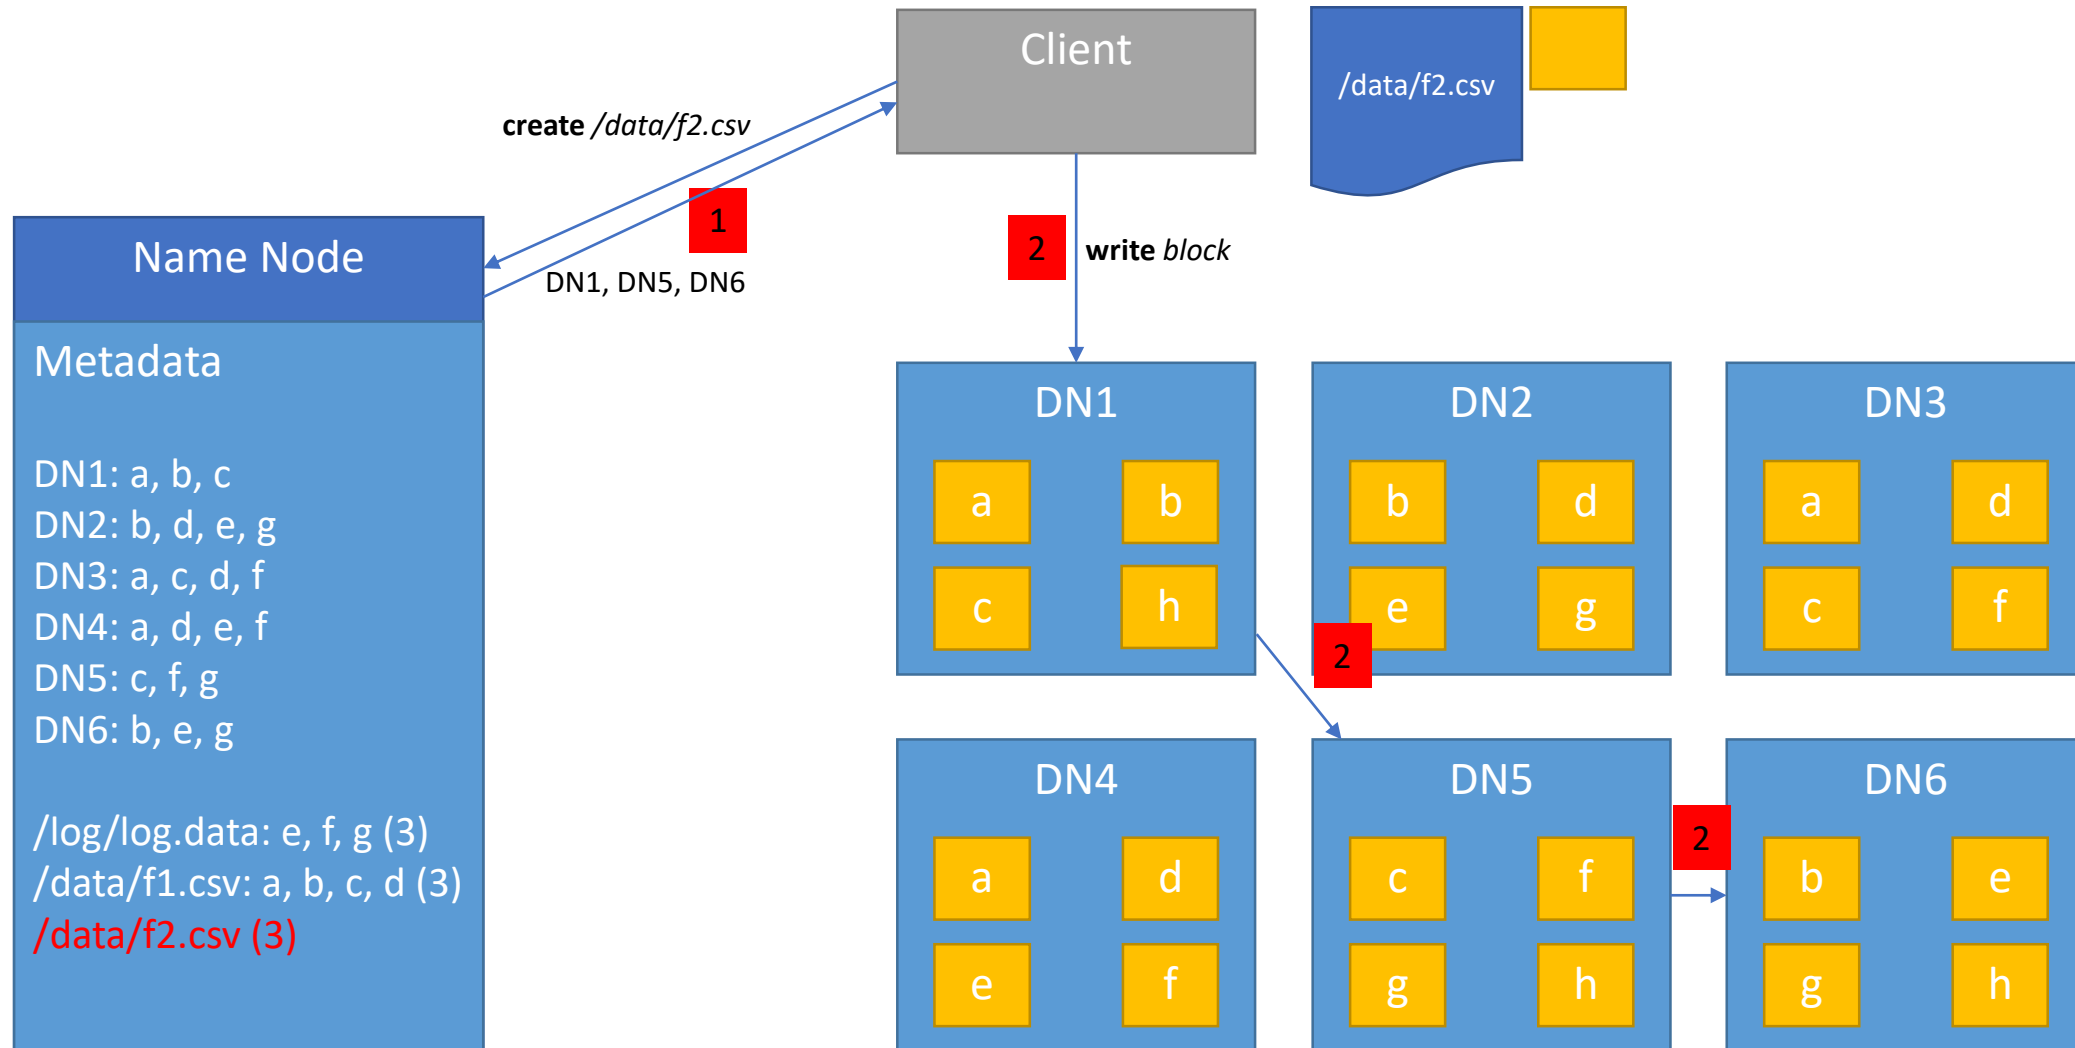 Client
/data/f2.csv
create /data/f2.csv
1
DN1, DN5, DN6
2
write block
Name Node
Metadata
DN1: a, b, c
DN2: b, d, e, g
DN3: a, c, d, f
DN4: a, d, e, f
DN5: c, f, g
DN6: b, e, g
/log/log.data: e, f, g (3)
/data/f1.csv: a, b, c, d (3)
/data/f2.csv (3)
DN1
a b
c h
DN2
b d
e g
DN3
a d
c f
2
DN4
a d
e f
DN5
c f
g h
2
DN6
b e
g h